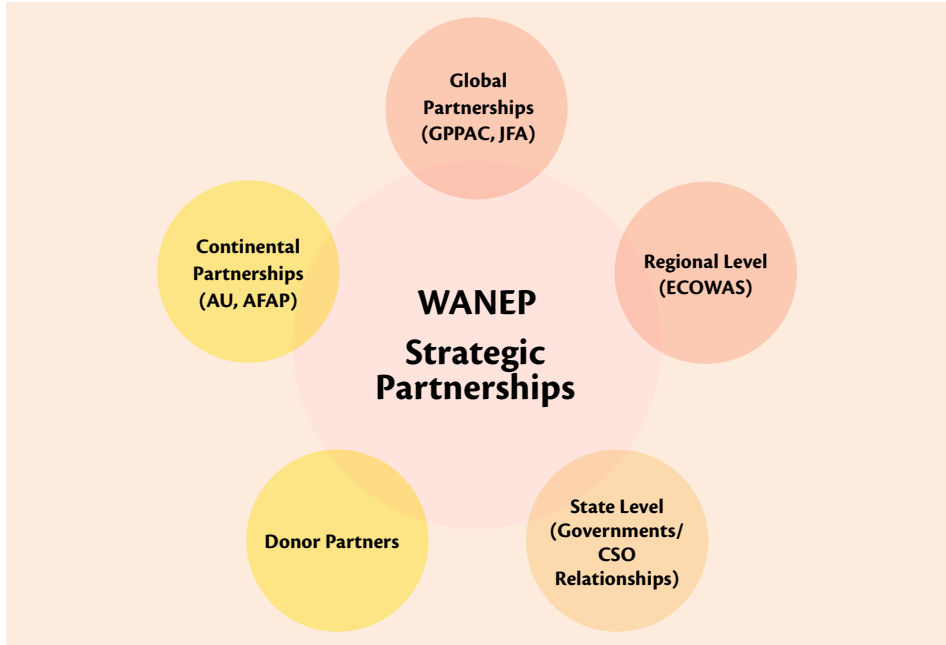 Global
Partnerships
(GPPAC, JFA)
Continental
Partnerships
(AU, AFAP)
Regional Level
(ECOWAS)
WANEP
Strategic
Partnerships
Donor Partners
State Level
(Governments/
CSO
Relationships)